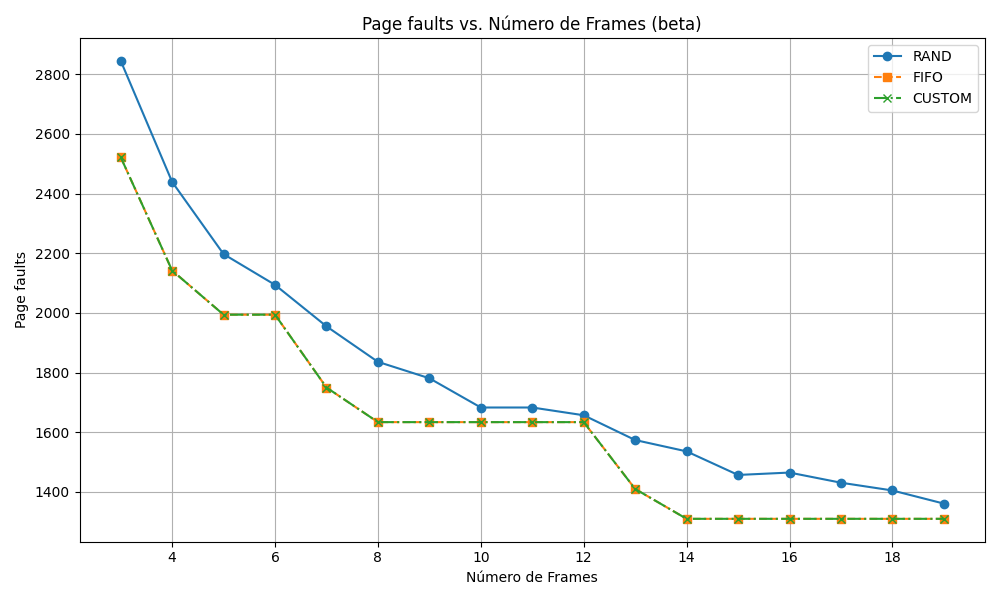 Page faults vs. Número de Frames (beta)
RAND
FIFO
CUSTOM
Page faults
2800
2600
2400
2200
2000
1800
1600
1400
4 6 8 10 12 14 16 18
Número de Frames